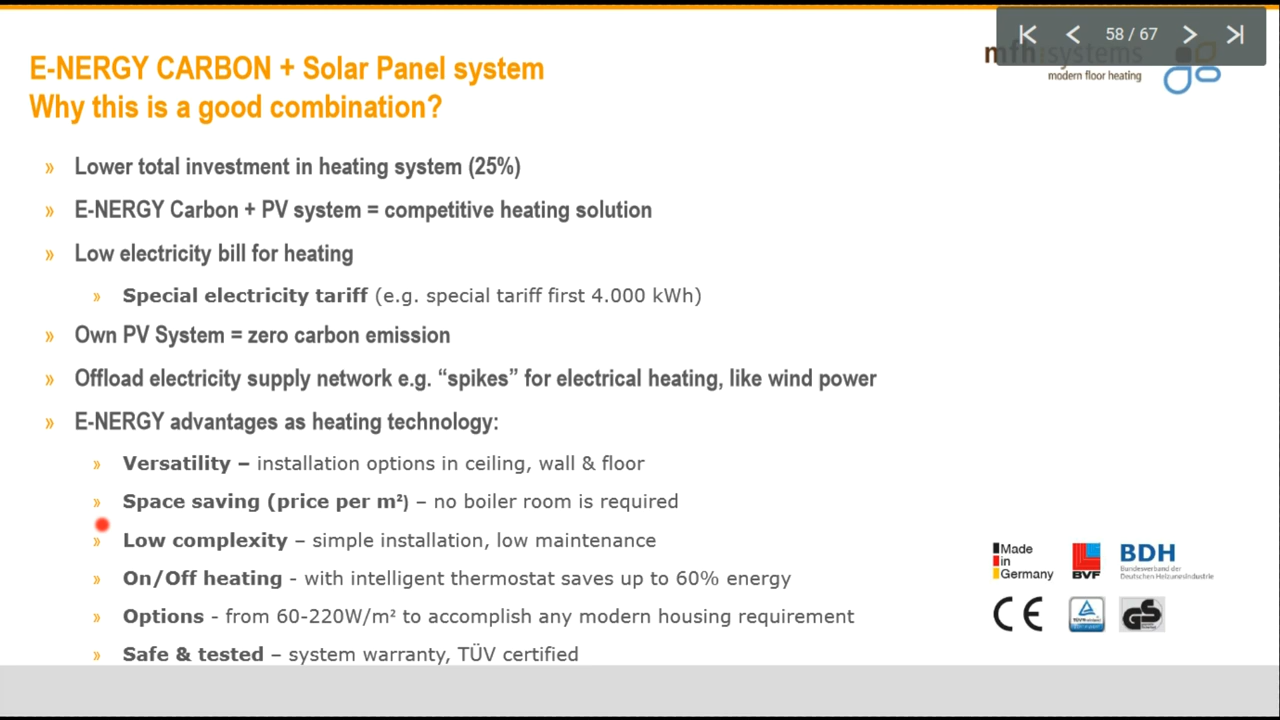 58 / 67
mfh:systems
modern floor heating
E-NERGY CARBON + Solar Panel system
Why this is a good combination?
» Lower total investment in heating system (25%)
» E-NERGY Carbon + PV system = competitive heating solution
» Low electricity bill for heating
» Special electricity tariff (e.g. special tariff first 4.000 kWh)
» Own PV System = zero carbon emission
» Offload electricity supply network e.g. “spikes” for electrical heating, like wind power
» E-NERGY advantages as heating technology:
» Versatility – installation options in ceiling, wall & floor
» Space saving (price per m²) – no boiler room is required
» Low complexity – simple installation, low maintenance
» On/Off heating - with intelligent thermostat saves up to 60% energy
» Options - from 60-220W/m² to accomplish any modern housing requirement
» Safe & tested – system warranty, TÜV certified
Made
in
Germany
BVF
BDH
Bundesverband der
Deutschen Heizungsindustrie
CE
GS